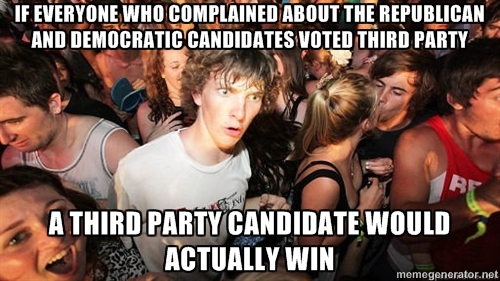 IF EVERYONE WHO COMPLAINED ABOUT THE REPUBLICAN
AND DEMOCRATIC CANDIDATES VOTED THIRD PARTY
RE
A THIRD PARTY CANDIDATE WOULD
ACTUALLY WIN
memegenerator.net